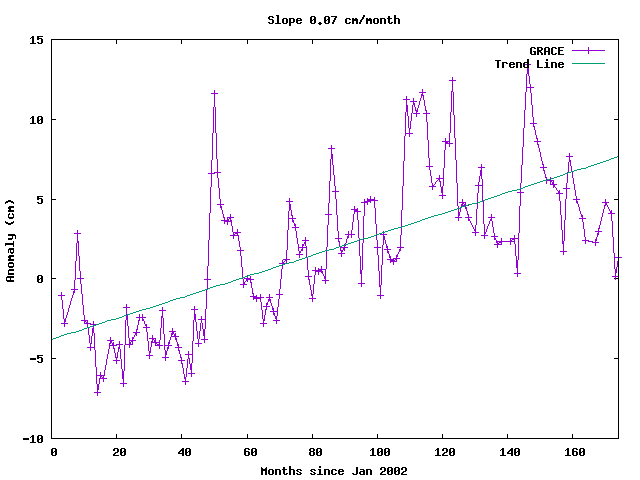 Slope 0.07 cm/month
15
GRACE
Trend Line
10
5
Anomaly (cm)
0
-5
-10
0 20 40 60 80 100 120 140 160
Months since Jan 2002